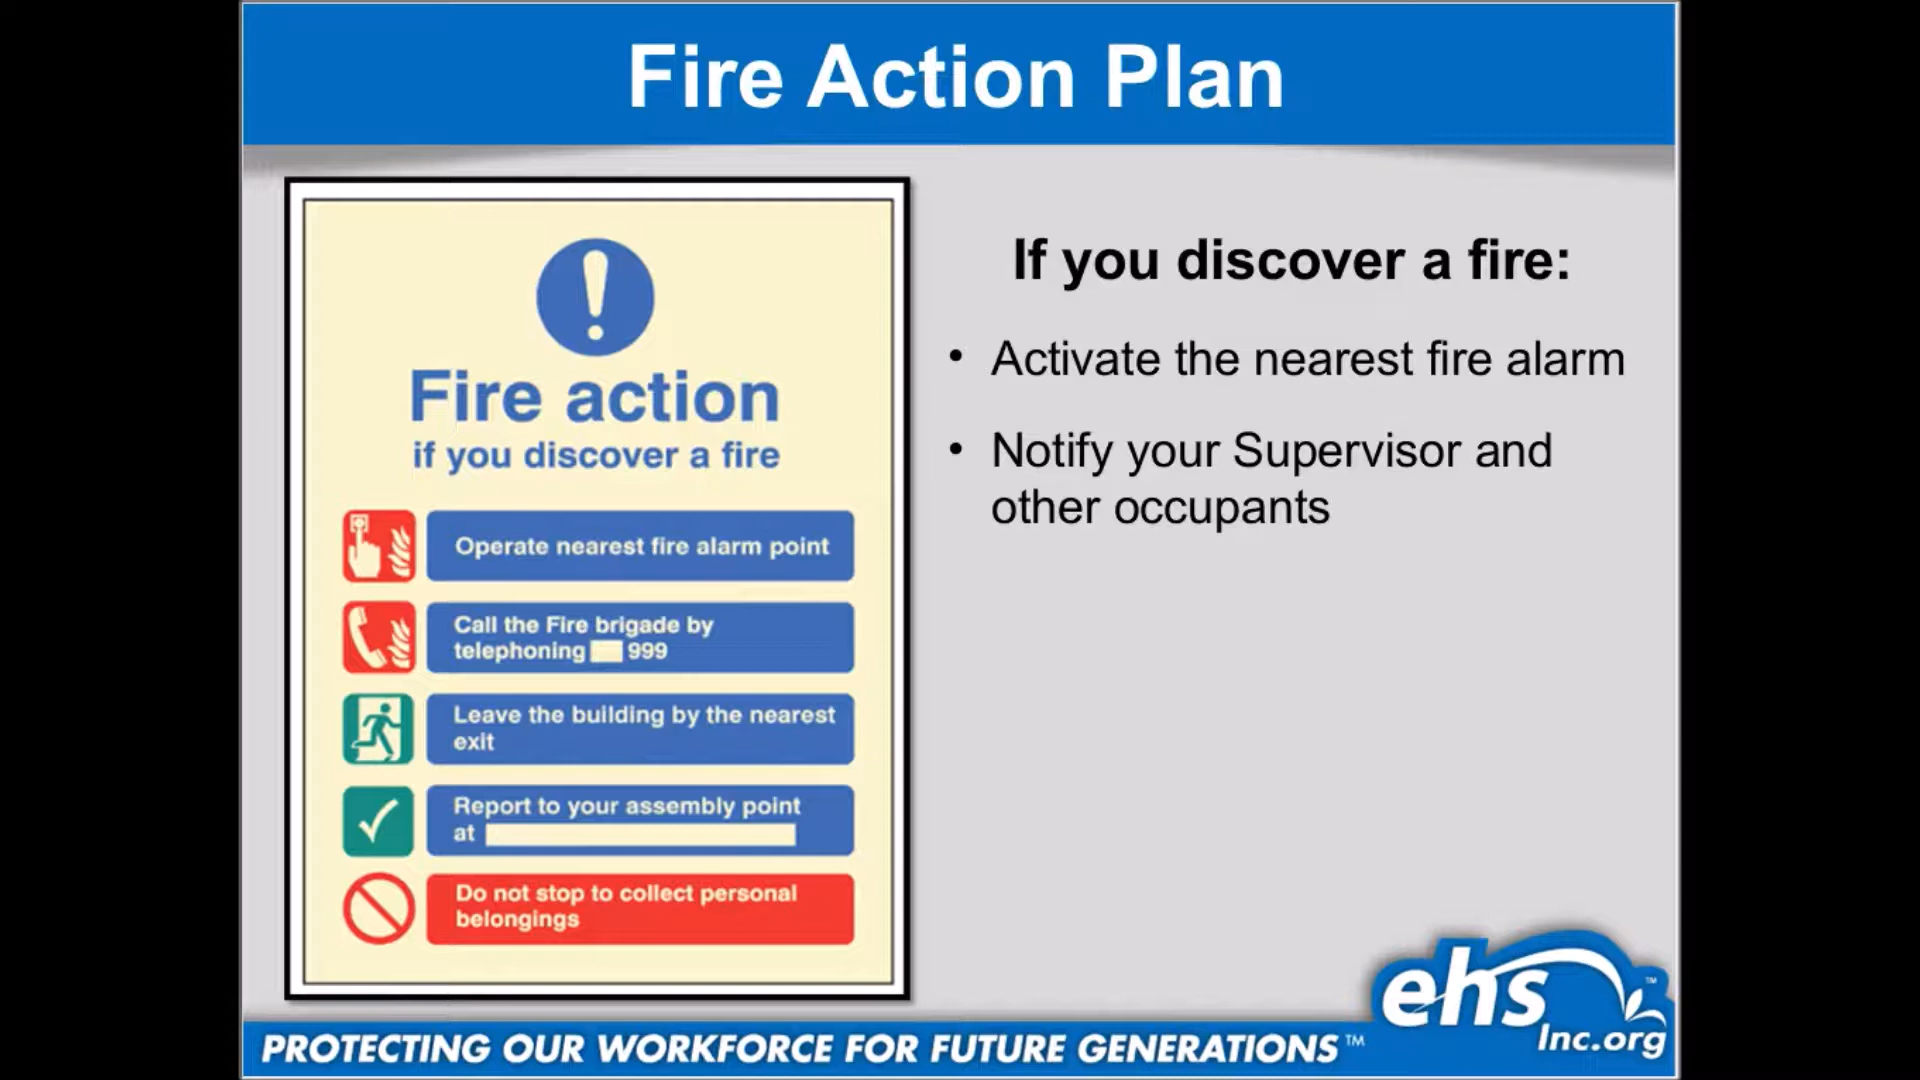 Fire Action Plan
Fire action
if you discover a fire
Operate nearest fire alarm point
Call the Fire brigade by
telephoning 999
Leave the building by the nearest
exit
Report to your assembly point
at
Do not stop to collect personal
belongings
If you discover a fire:
• Activate the nearest fire alarm
• Notify your Supervisor and
other occupants
ehs™
Inc.org
PROTECTING OUR WORKFORCE FOR FUTURE GENERATIONS™